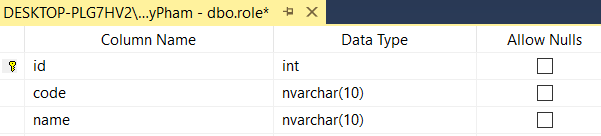 DESKTOP-PLG7HV2\...yPham - dbo.role*
Column Name Data Type Allow Nulls
id int
code nvarchar(10)
name nvarchar(10)